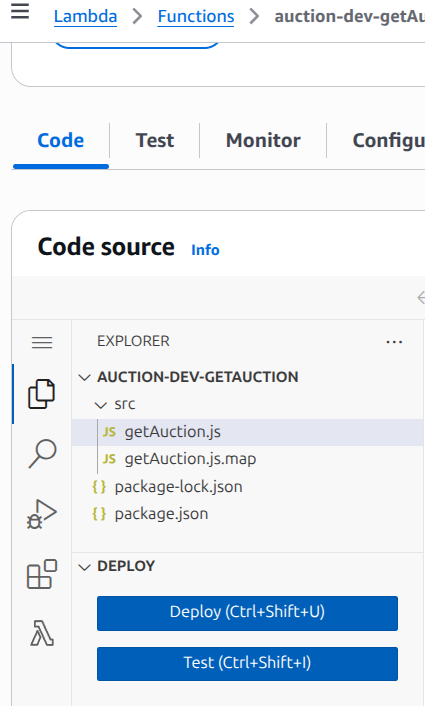 Lambda > Functions > auction-dev-getAu
Code Test Monitor Configu
Code source Info
EXPLORER ...
AUCTION-DEV-GETAUCTION
src
JS getAuction.js
JS getAuction.js.map
{} package-lock.json
{} package.json
DEPLOY
Deploy (Ctrl+Shift+U)
Test (Ctrl+Shift+I)